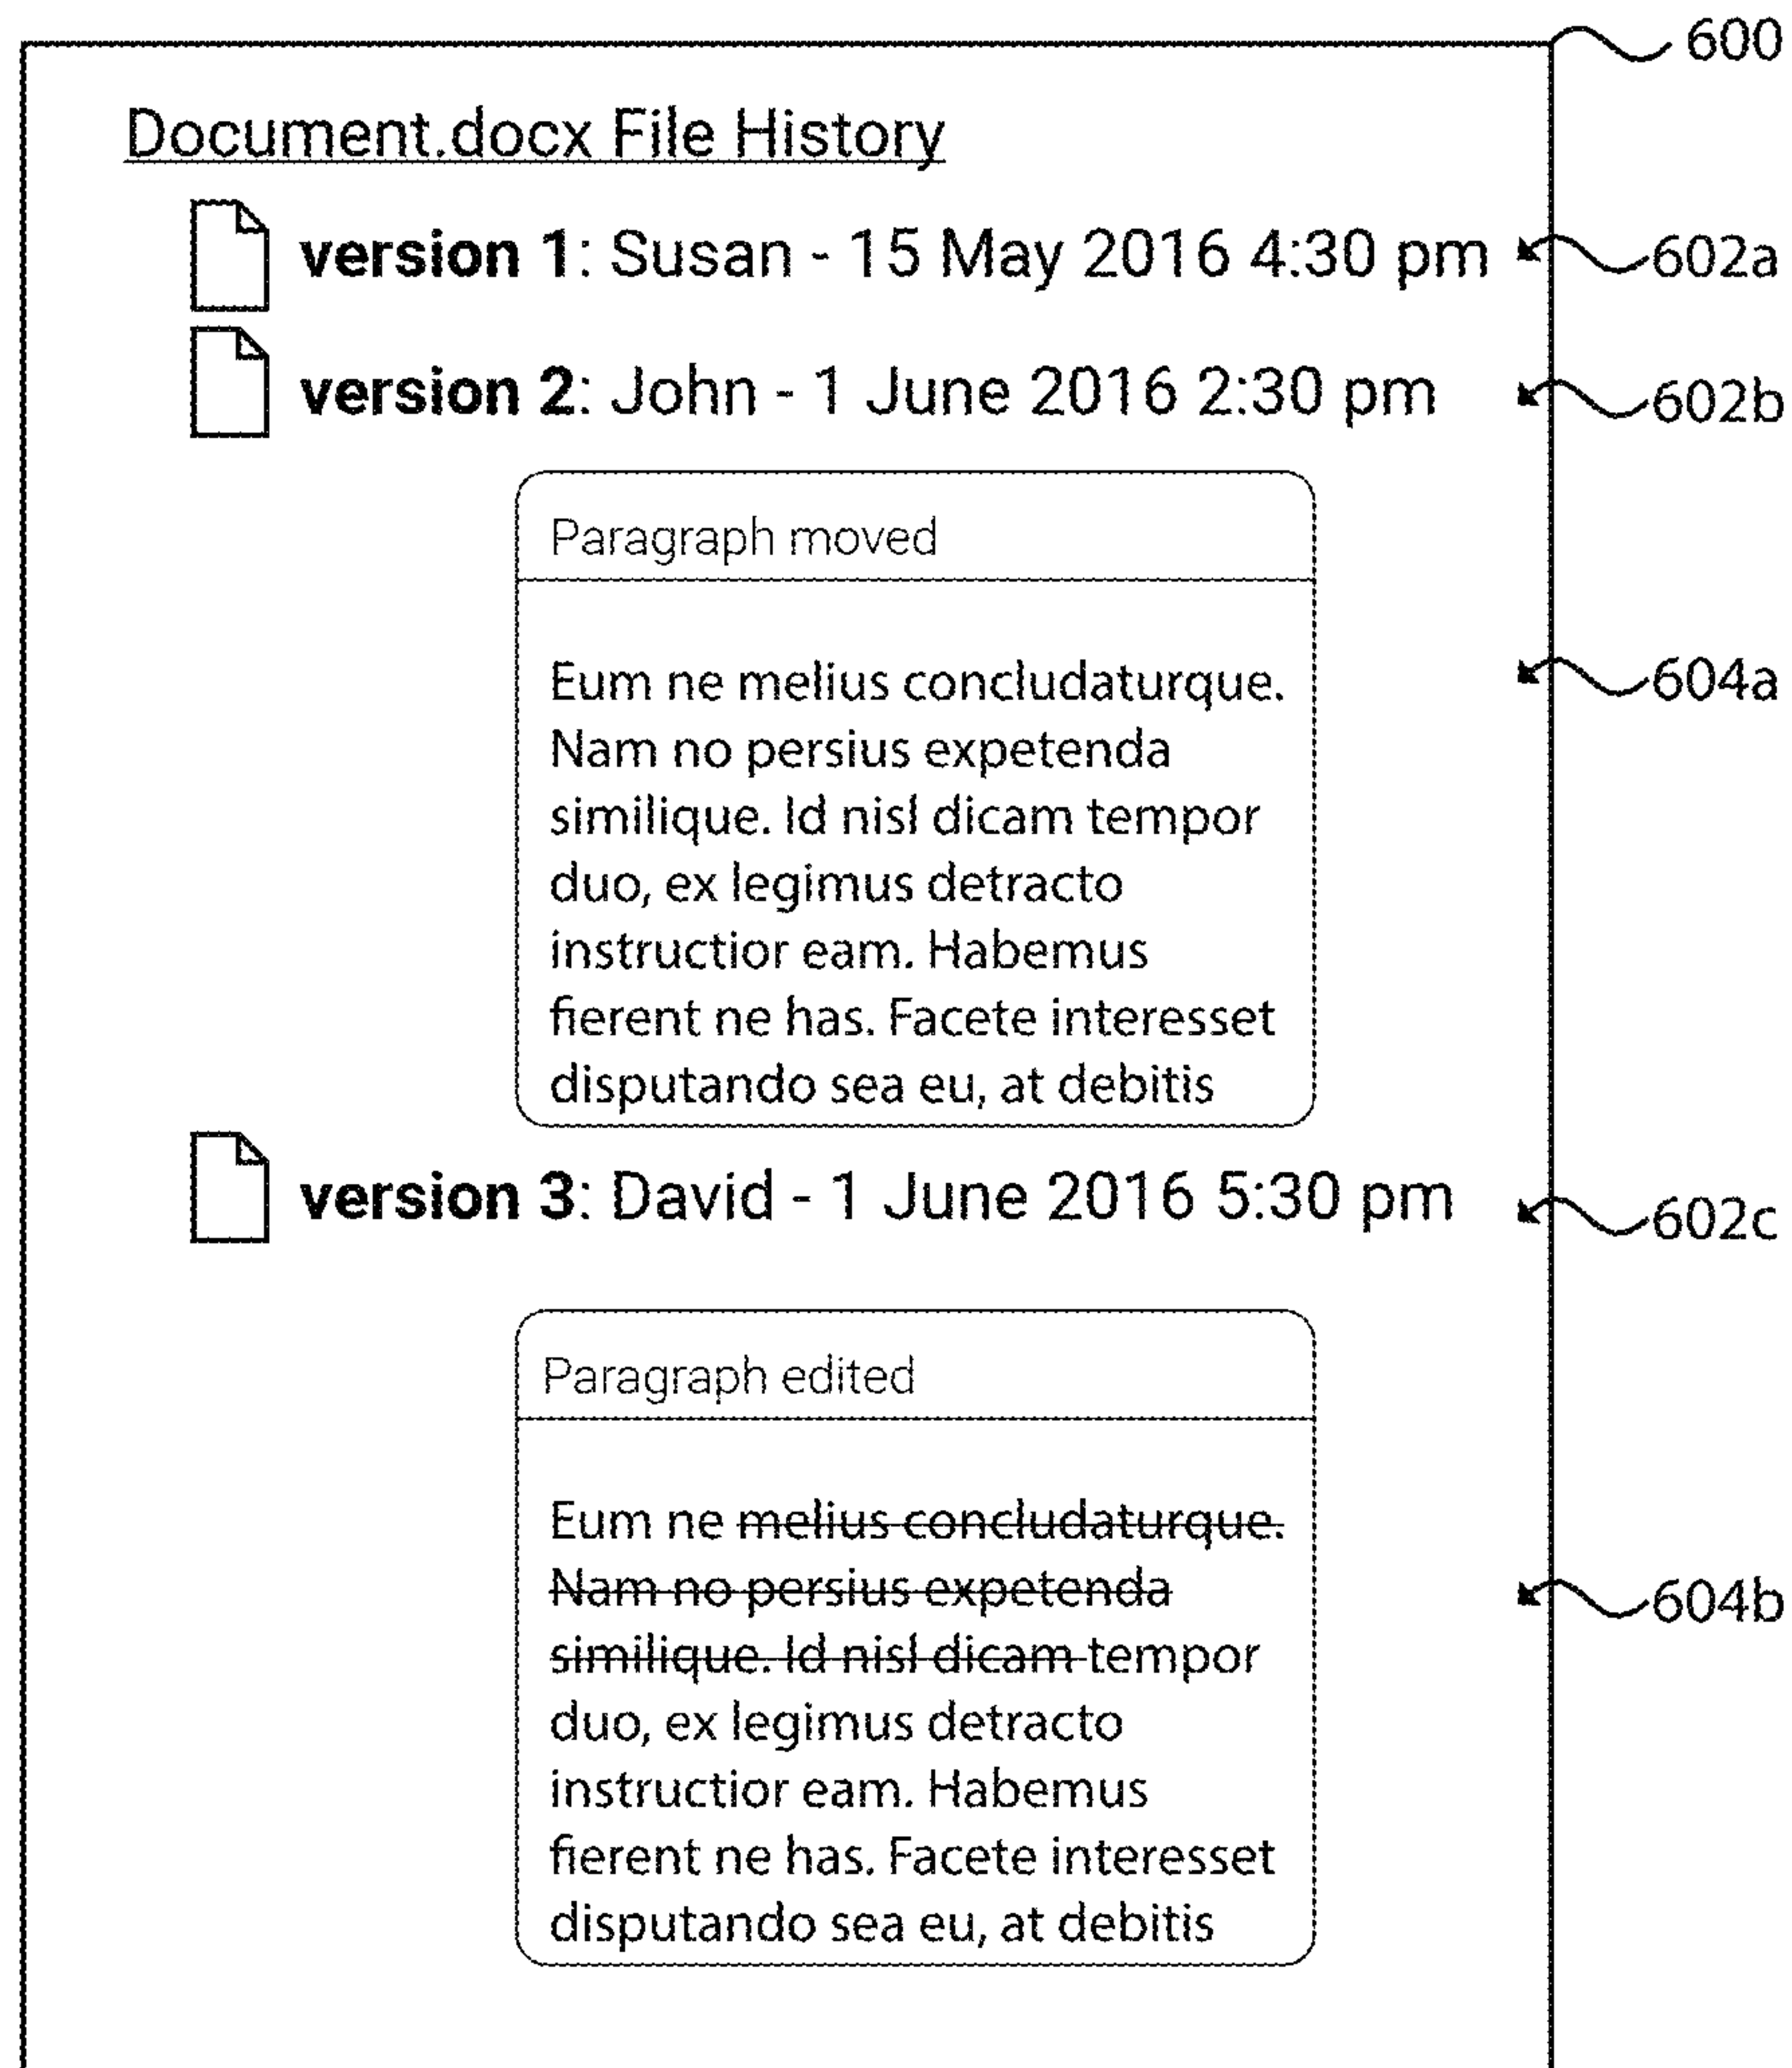 600
Document.docx File History
version 1: Susan - 15 May 2016 4:30 pm
602a
version 2: John - 1 June 2016 2:30 pm
602b
Paragraph moved
Eum ne melius concludaturque.
604a
Nam no persius expetenda
similique. Id nisl dicam tempor
duo, ex legimus detracto
instructior eam. Habemus
fierent ne has. Facete interesset
disputando sea eu, at debitis
version 3: David - 1 June 2016 5:30 pm
602c
Paragraph edited
Eum ne melius concludaturque.
Nam no persius expetenda
604b
similique. Id nisl dicam tempor
duo, ex legimus detracto
instructior eam. Habemus
fierent ne has. Facete interesset
disputando sea eu, at debitis